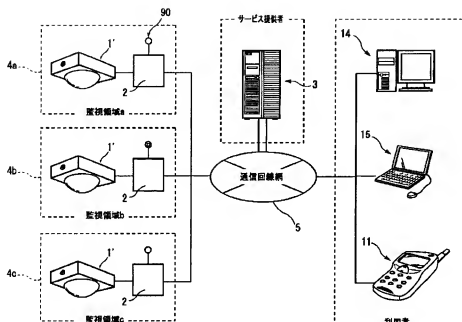 90
サービス提供者
14
4a
1'
2
3
監視領域a
15
4b
1'
2
通信回線網
監視領域b
5
11
4c
1'
2
監視領域c
利用者